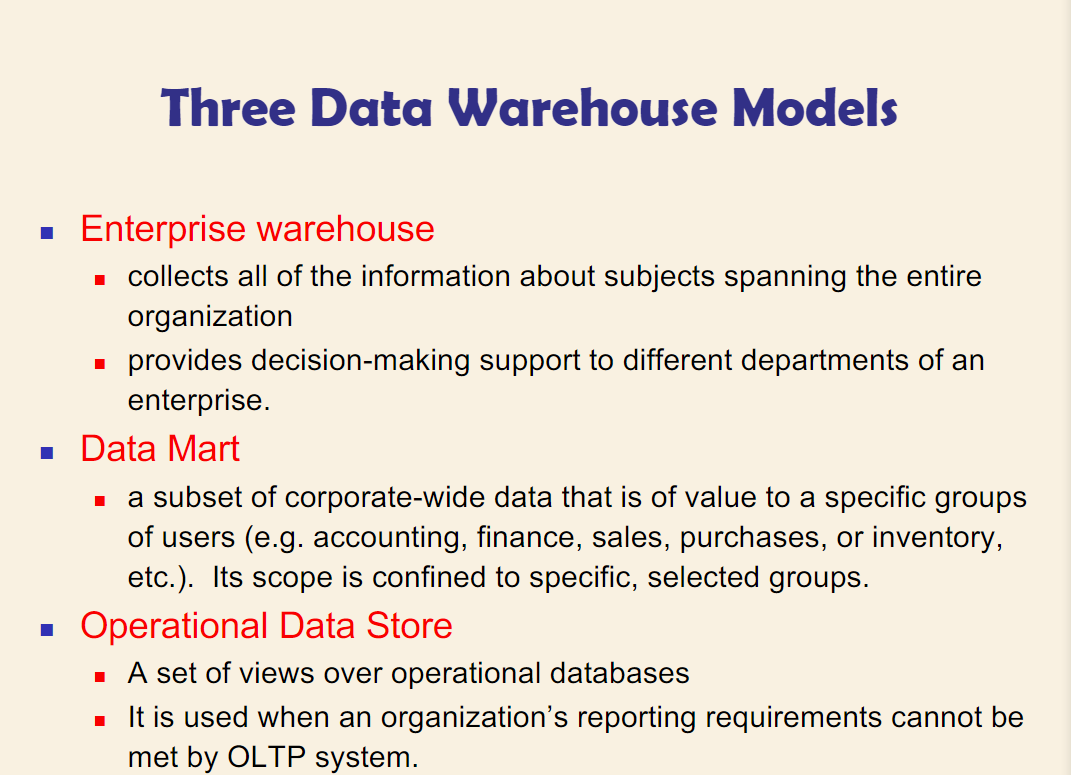 Three Data Warehouse Models
Enterprise warehouse
collects all of the information about subjects spanning the entire
organization
provides decision-making support to different departments of an
enterprise.
Data Mart
a subset of corporate-wide data that is of value to a specific groups
of users (e.g. accounting, finance, sales, purchases, or inventory,
etc.).  Its scope is confined to specific, selected groups.
Operational Data Store
A set of views over operational databases
It is used when an organization’s reporting requirements cannot be
met by OLTP system.